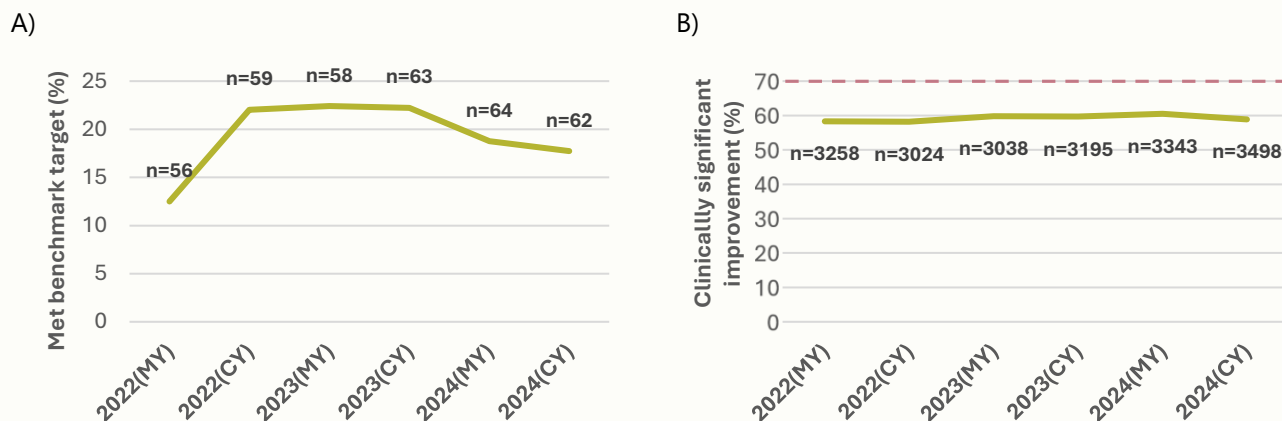 A)
Met benchmark target (%)
25
20
15
10
5
0
n=56
n=59
n=58
n=63
n=64
n=62
2022(MY)
2022(CY)
2023(MY)
2023(CY)
2024(MY)
2024(CY)
B)
Clinicallly significant
improvement (%)
70
60
50
40
30
20
10
0
n=3258
n=3024
n=3038
n=3195
n=3343
n=3498
2022(MY)
2022(CY)
2023(MY)
2023(CY)
2024(MY)
2024(CY)